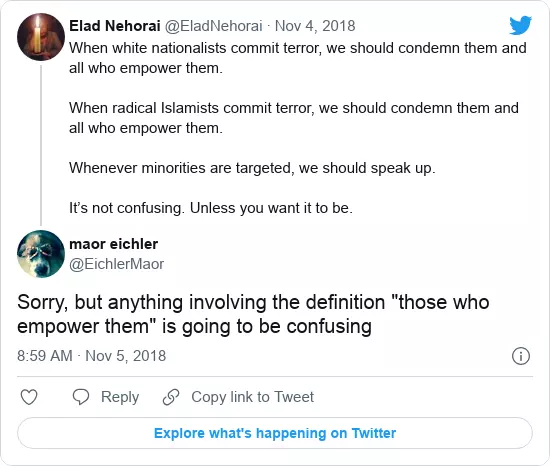 Elad Nehorai @EladNehorai · Nov 4, 2018
When white nationalists commit terror, we should condemn them and
all who empower them.
When radical Islamists commit terror, we should condemn them and
all who empower them.
Whenever minorities are targeted, we should speak up.
It’s not confusing. Unless you want it to be.
maor eichler
@EichlerMaor
Sorry, but anything involving the definition "those who
empower them" is going to be confusing
8:59 AM · Nov 5, 2018
Reply
Copy link to Tweet
Explore what's happening on Twitter